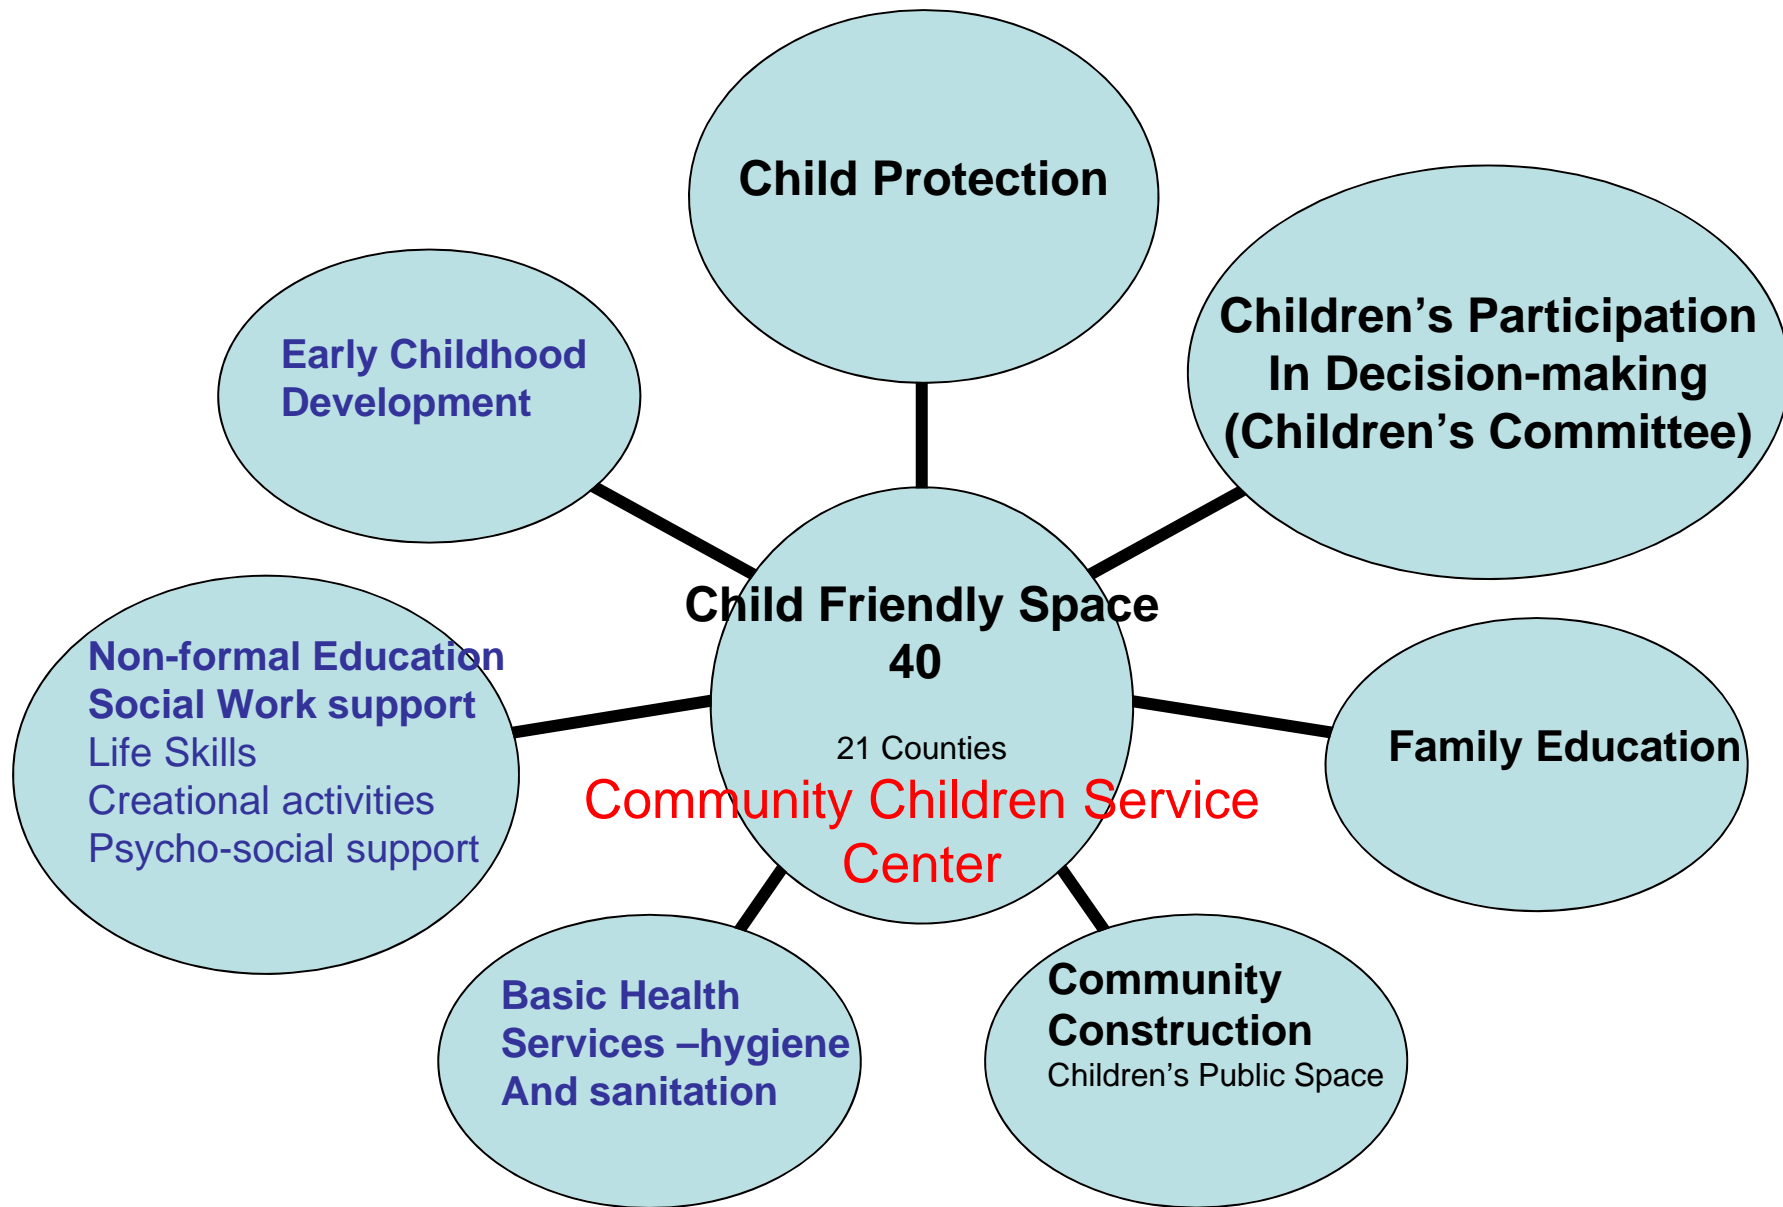 Child Protection
Children’s Participation
In Decision-making
(Children’s Committee)
Early Childhood
Development
Child Friendly Space
40
21 Counties
Community Children Service
Center
Non-formal Education
Social Work support
Life Skills
Creational activities
Psycho-social support
Family Education
Basic Health
Services –hygiene
And sanitation
Community
Construction
Children’s Public Space